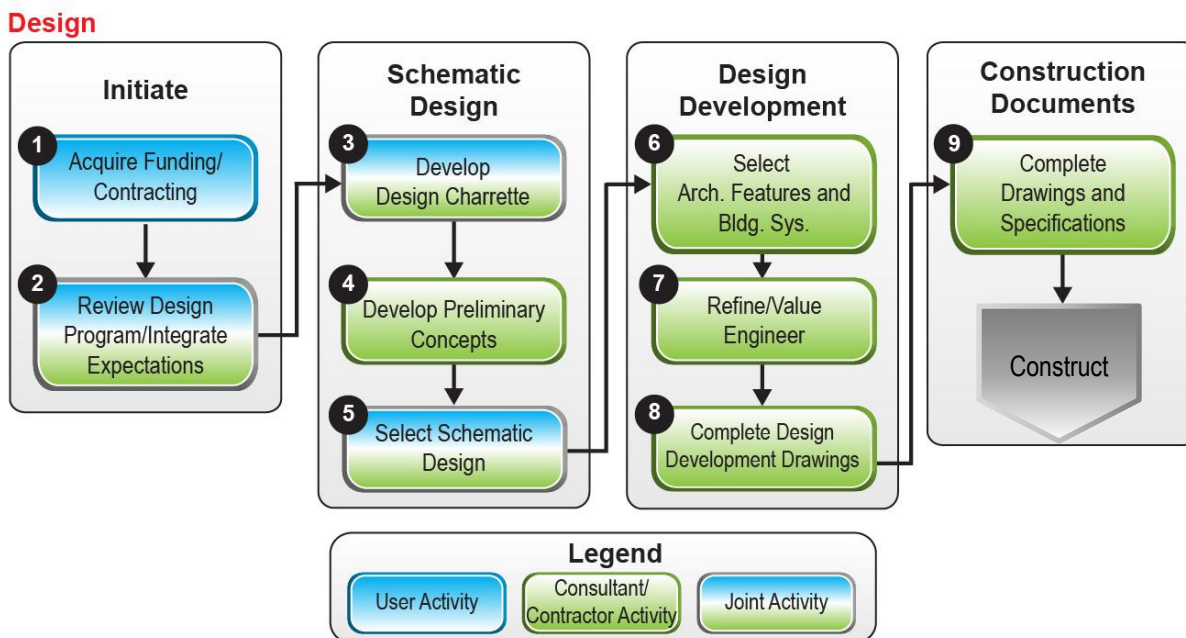 Design
Initiate
1
Acquire Funding/
Contracting
2
Review Design
Program/Integrate
Expectations
Schematic
Design
3
Develop
Design Charrette
4
Develop Preliminary
Concepts
5
Select Schematic
Design
Design
Development
6
Select
Arch. Features and
Bldg. Sys.
7
Refine/Value
Engineer
8
Complete Design
Development Drawings
Construction
Documents
9
Complete
Drawings and
Specifications
Construct
Legend
User Activity
Consultant/
Contractor Activity
Joint Activity